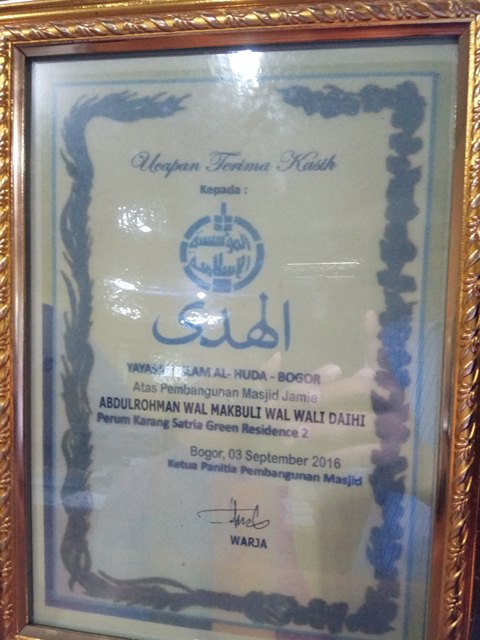 Ucapan Terima Kasih
Kepada :
المؤسسة
الإسلامية
الهدى
YAYASAN ISLAM AL- HUDA - BOGOR
Atas Pembangunan Masjid Jamie
ABDULROHMAN WAL MAKBULI WAL WALI DAIHI
Perum Karang Satria Green Residence 2
Bogor, 03 September 2016
Ketua Panitia Pembangunan Masjid
WARJA